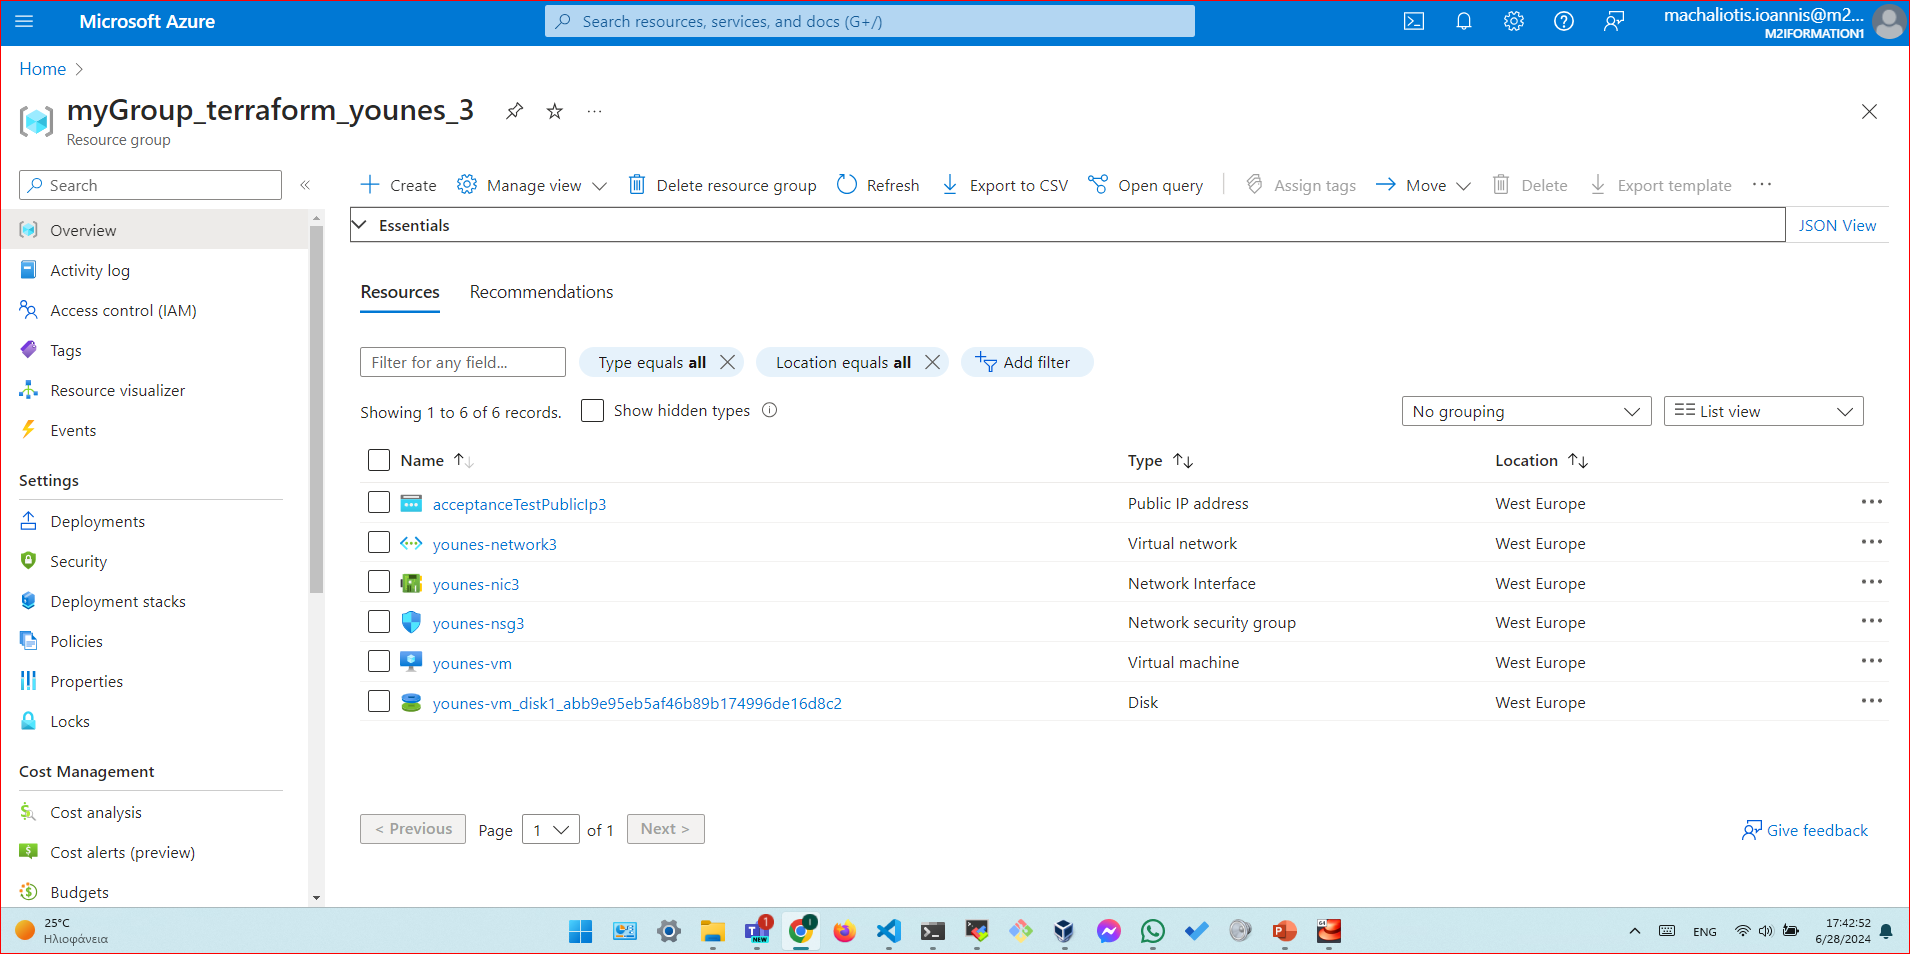 Microsoft Azure
Search resources, services, and docs (G+/)
machaliotis.ioannis@m2...
M2IFORMATION1
Home
myGroup_terraform_younes_3
Resource group
Search
Overview
Activity log
Access control (IAM)
Tags
Resource visualizer
Events
Settings
Deployments
Security
Deployment stacks
Policies
Properties
Locks
Cost Management
Cost analysis
Cost alerts (preview)
Budgets
Create Manage view Delete resource group Refresh Export to CSV Open query Assign tags Move Delete Export template
Essentials JSON View
Resources Recommendations
Filter for any field... Type equals all Location equals all Add filter
Showing 1 to 6 of 6 records. Show hidden types No grouping List view
Name Type Location
acceptanceTestPublicIp3 Public IP address West Europe
younes-network3 Virtual network West Europe
younes-nic3 Network Interface West Europe
younes-nsg3 Network security group West Europe
younes-vm Virtual machine West Europe
younes-vm_disk1_abb9e95eb5af46b89b174996de16d8c2 Disk West Europe
< Previous Page 1 of 1 Next > Give feedback
25°C
Ηλιοφάνεια
1
NEW
64
ENG
17:42:52
6/28/2024